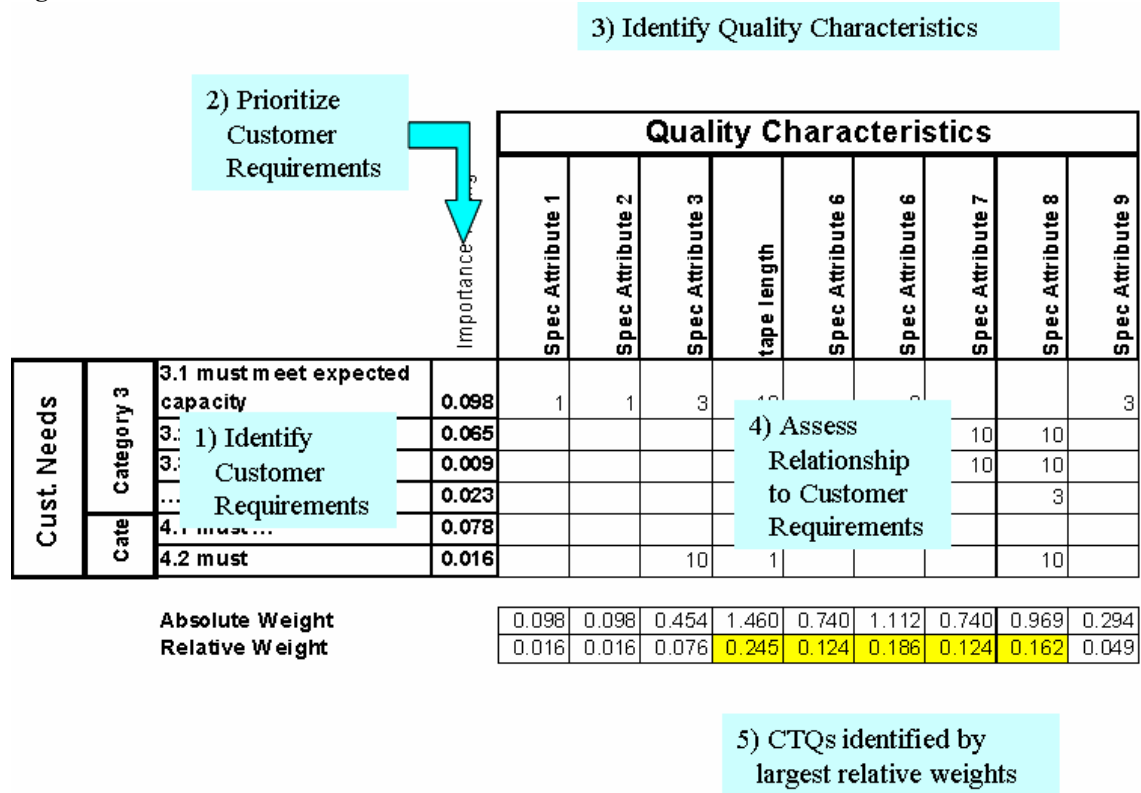 3) Identify Quality Characteristics
2) Prioritize
Customer
Requirements
Quality Characteristics
Importance
Spec Attribute 1
Spec Attribute 2
Spec Attribute 3
tape length
Spec Attribute 6
Spec Attribute 6
Spec Attribute 7
Spec Attribute 8
Spec Attribute 9
Cust. Needs
Category 3
Cate
3.1 must meet expected
capacity 0.098 1 1 3 3
3. 0.065 10 10
3. 0.009 10 10
... 0.023 3
4.1 must... 0.078
4.2 must 0.016 10 1 10
1) Identify
Customer
Requirements
4) Assess
Relationship
to Customer
Requirements
Absolute Weight 0.098 0.098 0.454 1.460 0.740 1.112 0.740 0.969 0.294
Relative Weight 0.016 0.016 0.076 0.245 0.124 0.186 0.124 0.162 0.049
5) CTQs identified by
largest relative weights